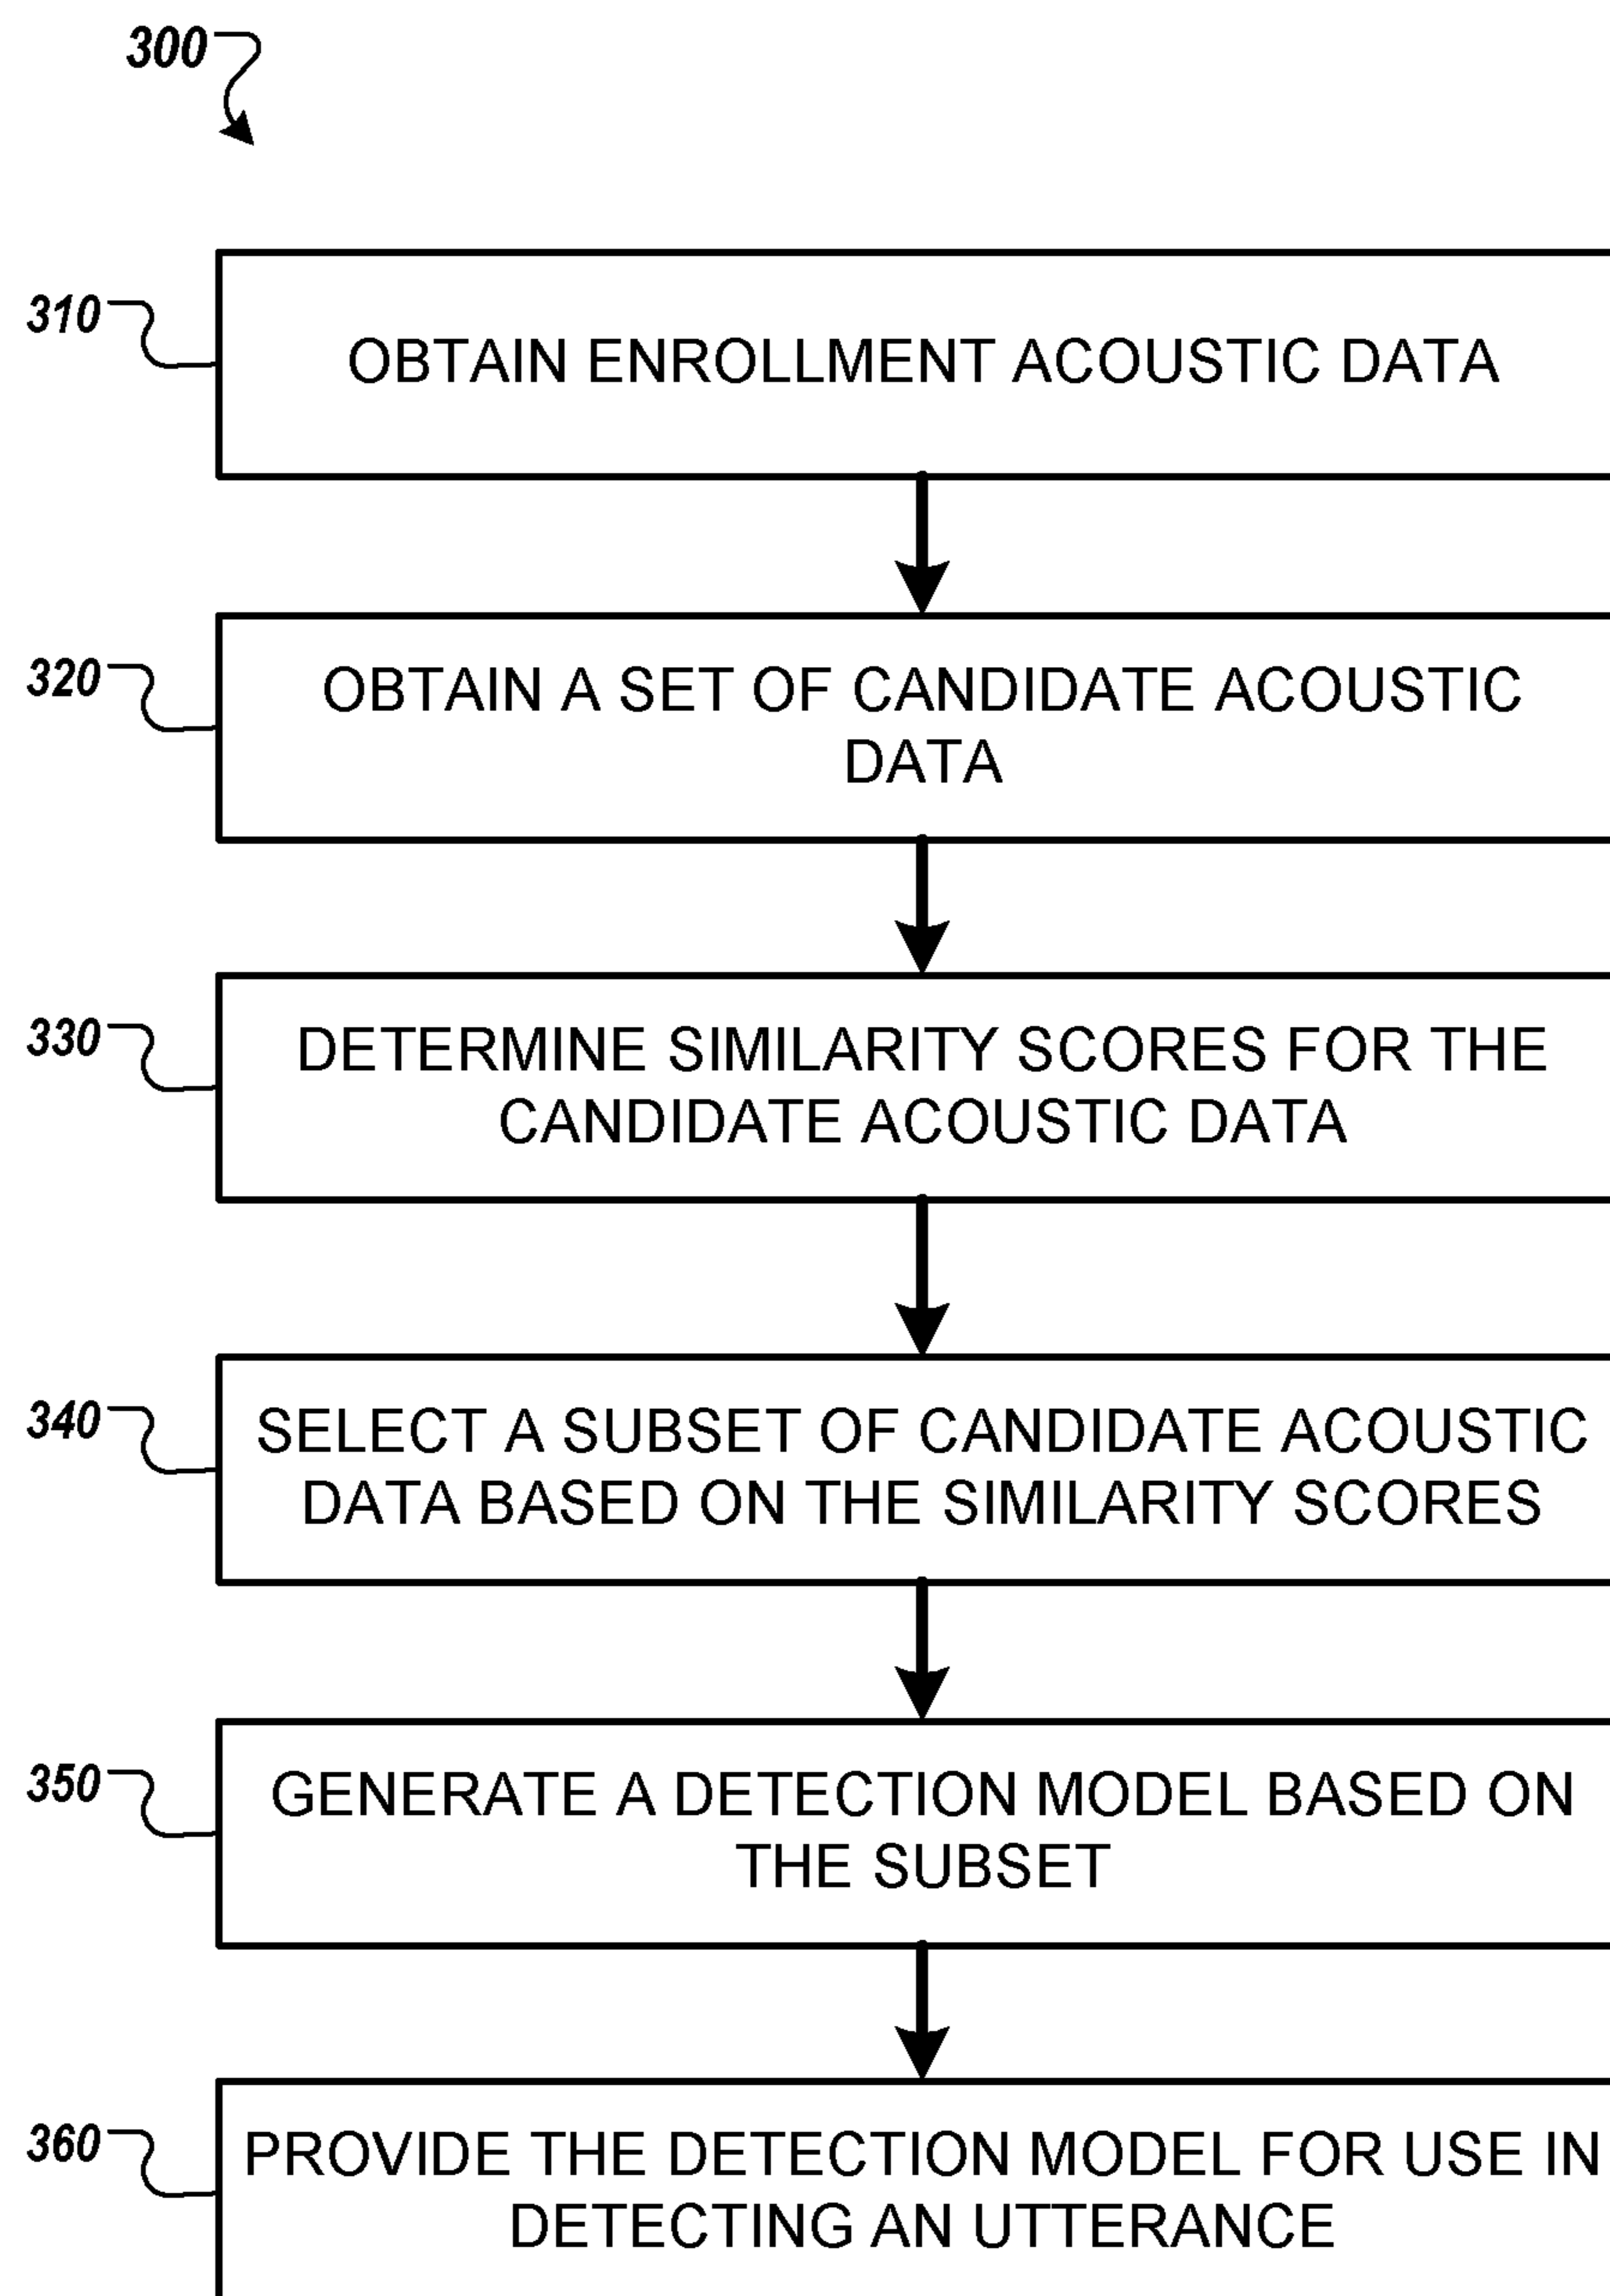 300
310
OBTAIN ENROLLMENT ACOUSTIC DATA
320
OBTAIN A SET OF CANDIDATE ACOUSTIC
DATA
330
DETERMINE SIMILARITY SCORES FOR THE
CANDIDATE ACOUSTIC DATA
340
SELECT A SUBSET OF CANDIDATE ACOUSTIC
DATA BASED ON THE SIMILARITY SCORES
350
GENERATE A DETECTION MODEL BASED ON
THE SUBSET
360
PROVIDE THE DETECTION MODEL FOR USE IN
DETECTING AN UTTERANCE